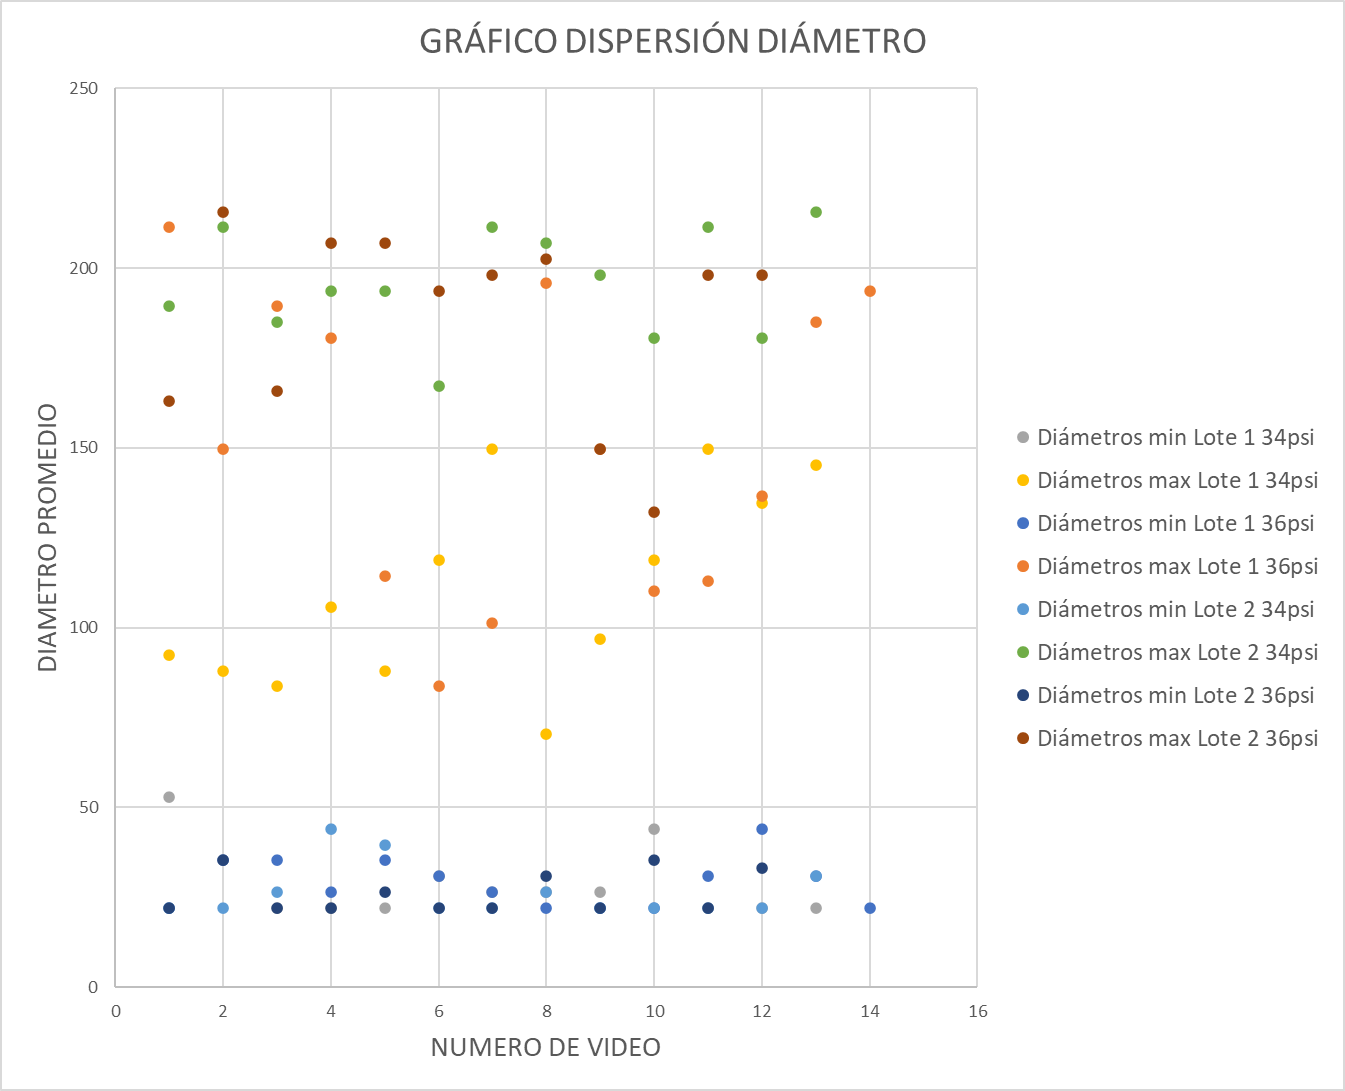 GRÁFICO DISPERSIÓN DIÁMETRO
250
200
150
100
50
0
0 2 4 6 8 10 12 14 16
DIAMETRO PROMEDIO
NUMERO DE VIDEO
Diámetros min Lote 1 34psi
Diámetros max Lote 1 34psi
Diámetros min Lote 1 36psi
Diámetros max Lote 1 36psi
Diámetros min Lote 2 34psi
Diámetros max Lote 2 34psi
Diámetros min Lote 2 36psi
Diámetros max Lote 2 36psi